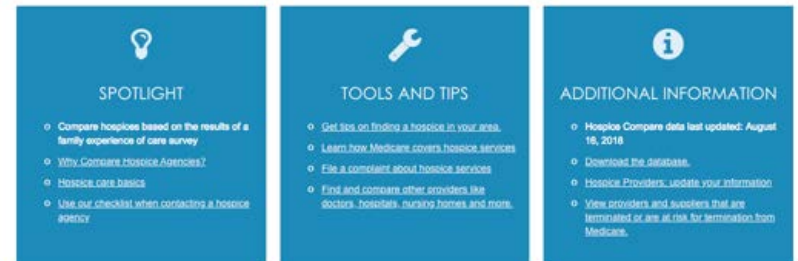 SPOTLIGHT
Compare hospices based on the results of a
family experience of care survey
Why Compare Hospice Agencies?
Hospice care basics
Use our checklist when contacting a hospice
agency
TOOLS AND TIPS
Get tips on finding a hospice in your area.
Learn how Medicare covers hospice services
File a complaint about hospice services
Find and compare other providers like
doctors, hospitals, nursing homes and more.
ADDITIONAL INFORMATION
Hospice Compare data last updated: August
16, 2018
Download the database.
Hospice Providers: update your information
View providers and suppliers that are
terminated or are at risk for termination from
Medicare.